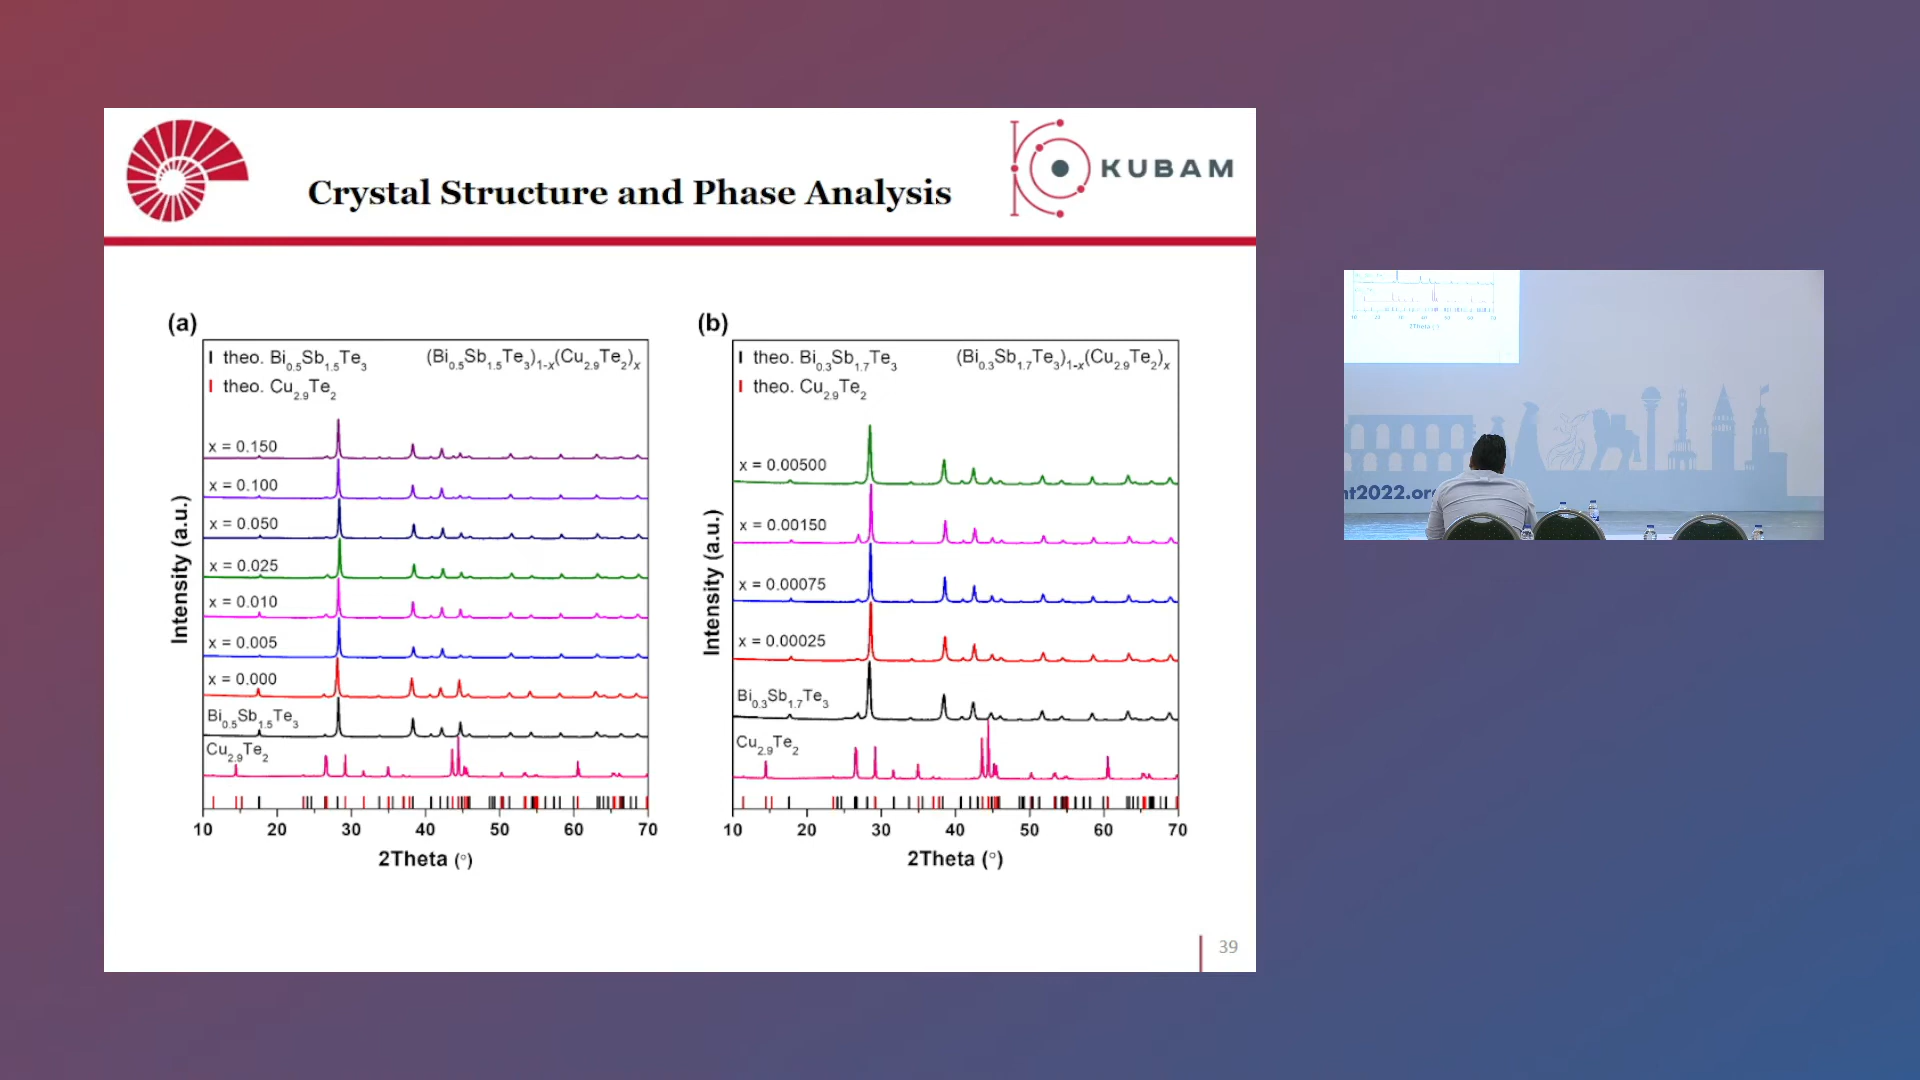 KUBAM
Crystal Structure and Phase Analysis
(a)
theo. Bi0.5Sb1.5Te3
(Bi0.5Sb1.5Te3)1-x(Cu2.9Te2)x
theo. Cu2.9Te2
x = 0.150
x = 0.100
x = 0.050
x = 0.025
x = 0.010
x = 0.005
x = 0.000
Bi0.5Sb1.5Te3
Cu2.9Te2
Intensity (a.u.)
10 20 30 40 50 60 70
2Theta (°)
(b)
theo. Bi0.3Sb1.7Te3
(Bi0.3Sb1.7Te3)1-x(Cu2.9Te2)x
theo. Cu2.9Te2
x = 0.00500
x = 0.00150
x = 0.00075
x = 0.00025
Bi0.3Sb1.7Te3
Cu2.9Te2
Intensity (a.u.)
10 20 30 40 50 60 70
2Theta (°)
39
nt2022.or